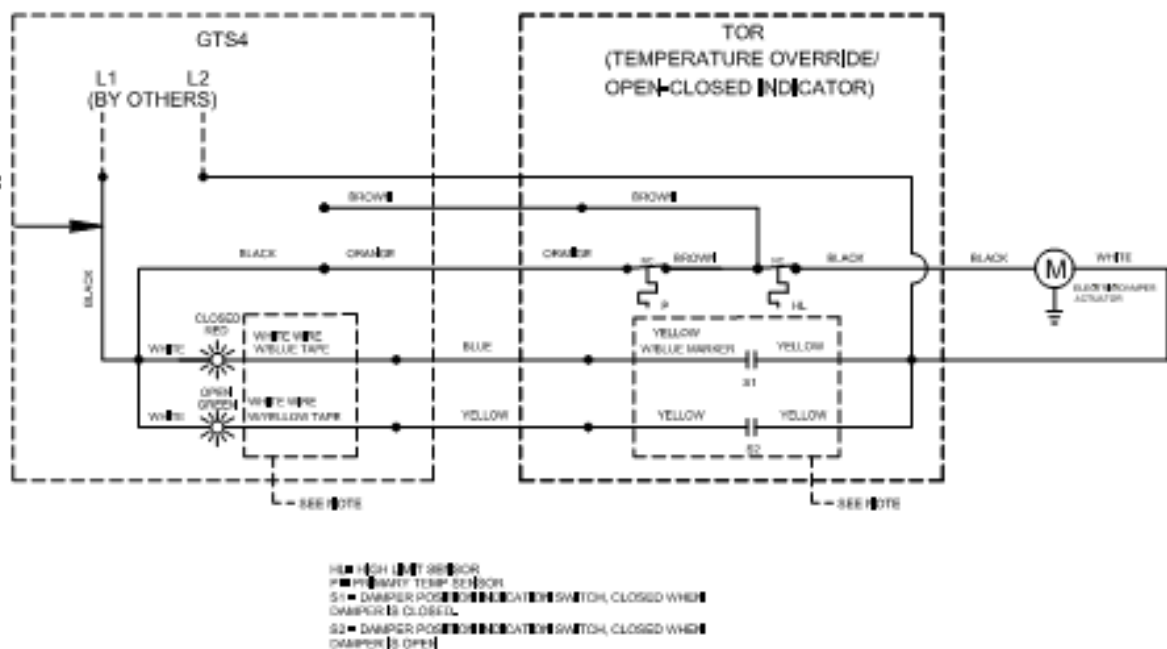 GTS4
TOR
(TEMPERATURE OVERRIDE/
OPEN-CLOSED INDICATOR)
L1 L2
(BY OTHERS)
BROWN BROWN
BLACK ORANGE ORANGE BROWN BLACK BLACK WHITE
M
ELECTRIC DAMPER
ACTUATOR
BLACK
P HL
CLOSED
RED
WHITE
WHITE WIRE
W/BLUE TAPE
BLUE
YELLOW
W/BLUE MARKER
YELLOW
S1
OPEN
GREEN
WHITE
WHITE WIRE
W/YELLOW TAPE
YELLOW YELLOW YELLOW
S2
SEE NOTE SEE NOTE
HL= HIGH LIMIT SENSOR
P= PRIMARY TEMP SENSOR
S1= DAMPER POSITION INDICATION SWITCH, CLOSED WHEN
DAMPER IS CLOSED.
S2= DAMPER POSITION INDICATION SWITCH, CLOSED WHEN
DAMPER IS OPEN